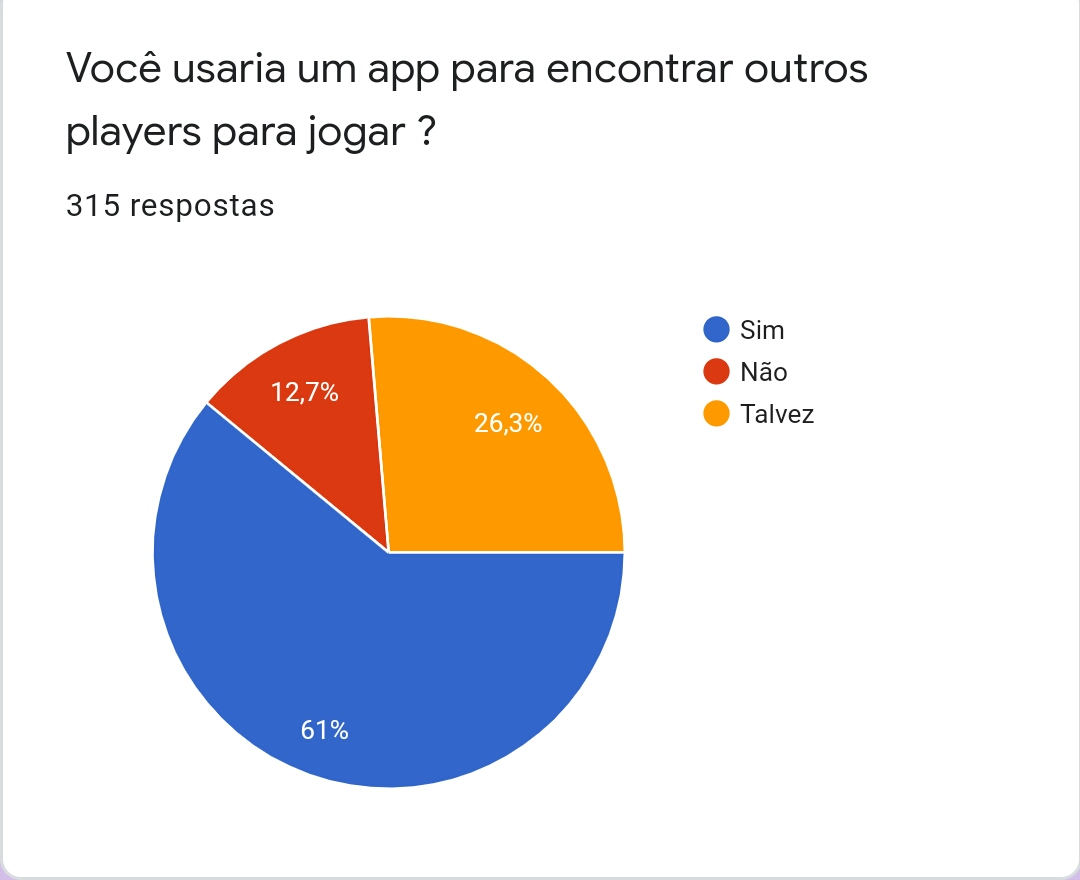 Você usaria um app para encontrar outros
players para jogar ?
315 respostas
Sim
Não
Talvez
12,7%
26,3%
61%